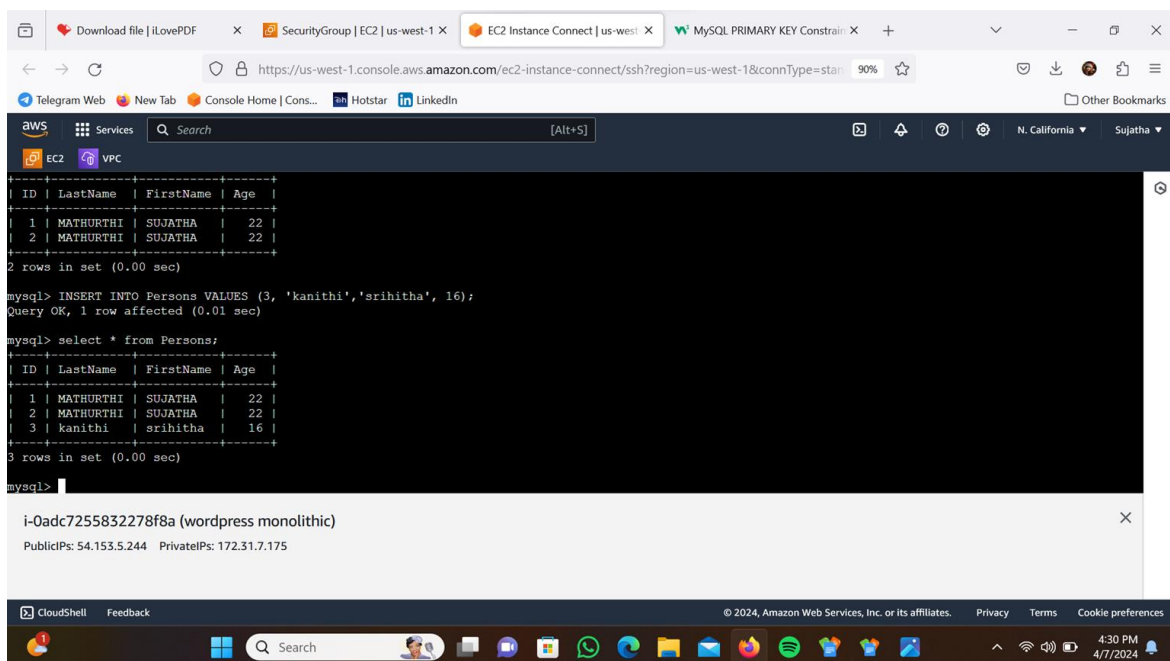 Download file | iLovePDF
SecurityGroup | EC2 | us-west-1
EC2 Instance Connect | us-west
MySQL PRIMARY KEY Constrain
https://us-west-1.console.aws.amazon.com/ec2-instance-connect/ssh?region=us-west-1&connType=stan
90%
Telegram Web New Tab Console Home | Cons... Hotstar LinkedIn Other Bookmarks
aws Services Search [Alt+S] N. California Sujatha
EC2 VPC
+----+-----------+-----------+------+
| ID | LastName | FirstName | Age |
+----+-----------+-----------+------+
| 1 | MATHURTHI | SUJATHA | 22 |
| 2 | MATHURTHI | SUJATHA | 22 |
+----+-----------+-----------+------+
2 rows in set (0.00 sec)
mysql> INSERT INTO Persons VALUES (3, 'kanithi','srihitha', 16);
Query OK, 1 row affected (0.01 sec)
mysql> select * from Persons;
+----+-----------+-----------+------+
| ID | LastName | FirstName | Age |
+----+-----------+-----------+------+
| 1 | MATHURTHI | SUJATHA | 22 |
| 2 | MATHURTHI | SUJATHA | 22 |
| 3 | kanithi | srihitha | 16 |
+----+-----------+-----------+------+
3 rows in set (0.00 sec)
mysql>
i-0adc7255832278f8a (wordpress monolithic)
PublicIPs: 54.153.5.244 PrivateIPs: 172.31.7.175
CloudShell Feedback © 2024, Amazon Web Services, Inc. or its affiliates. Privacy Terms Cookie preferences
1 Search 4:30 PM
4/7/2024